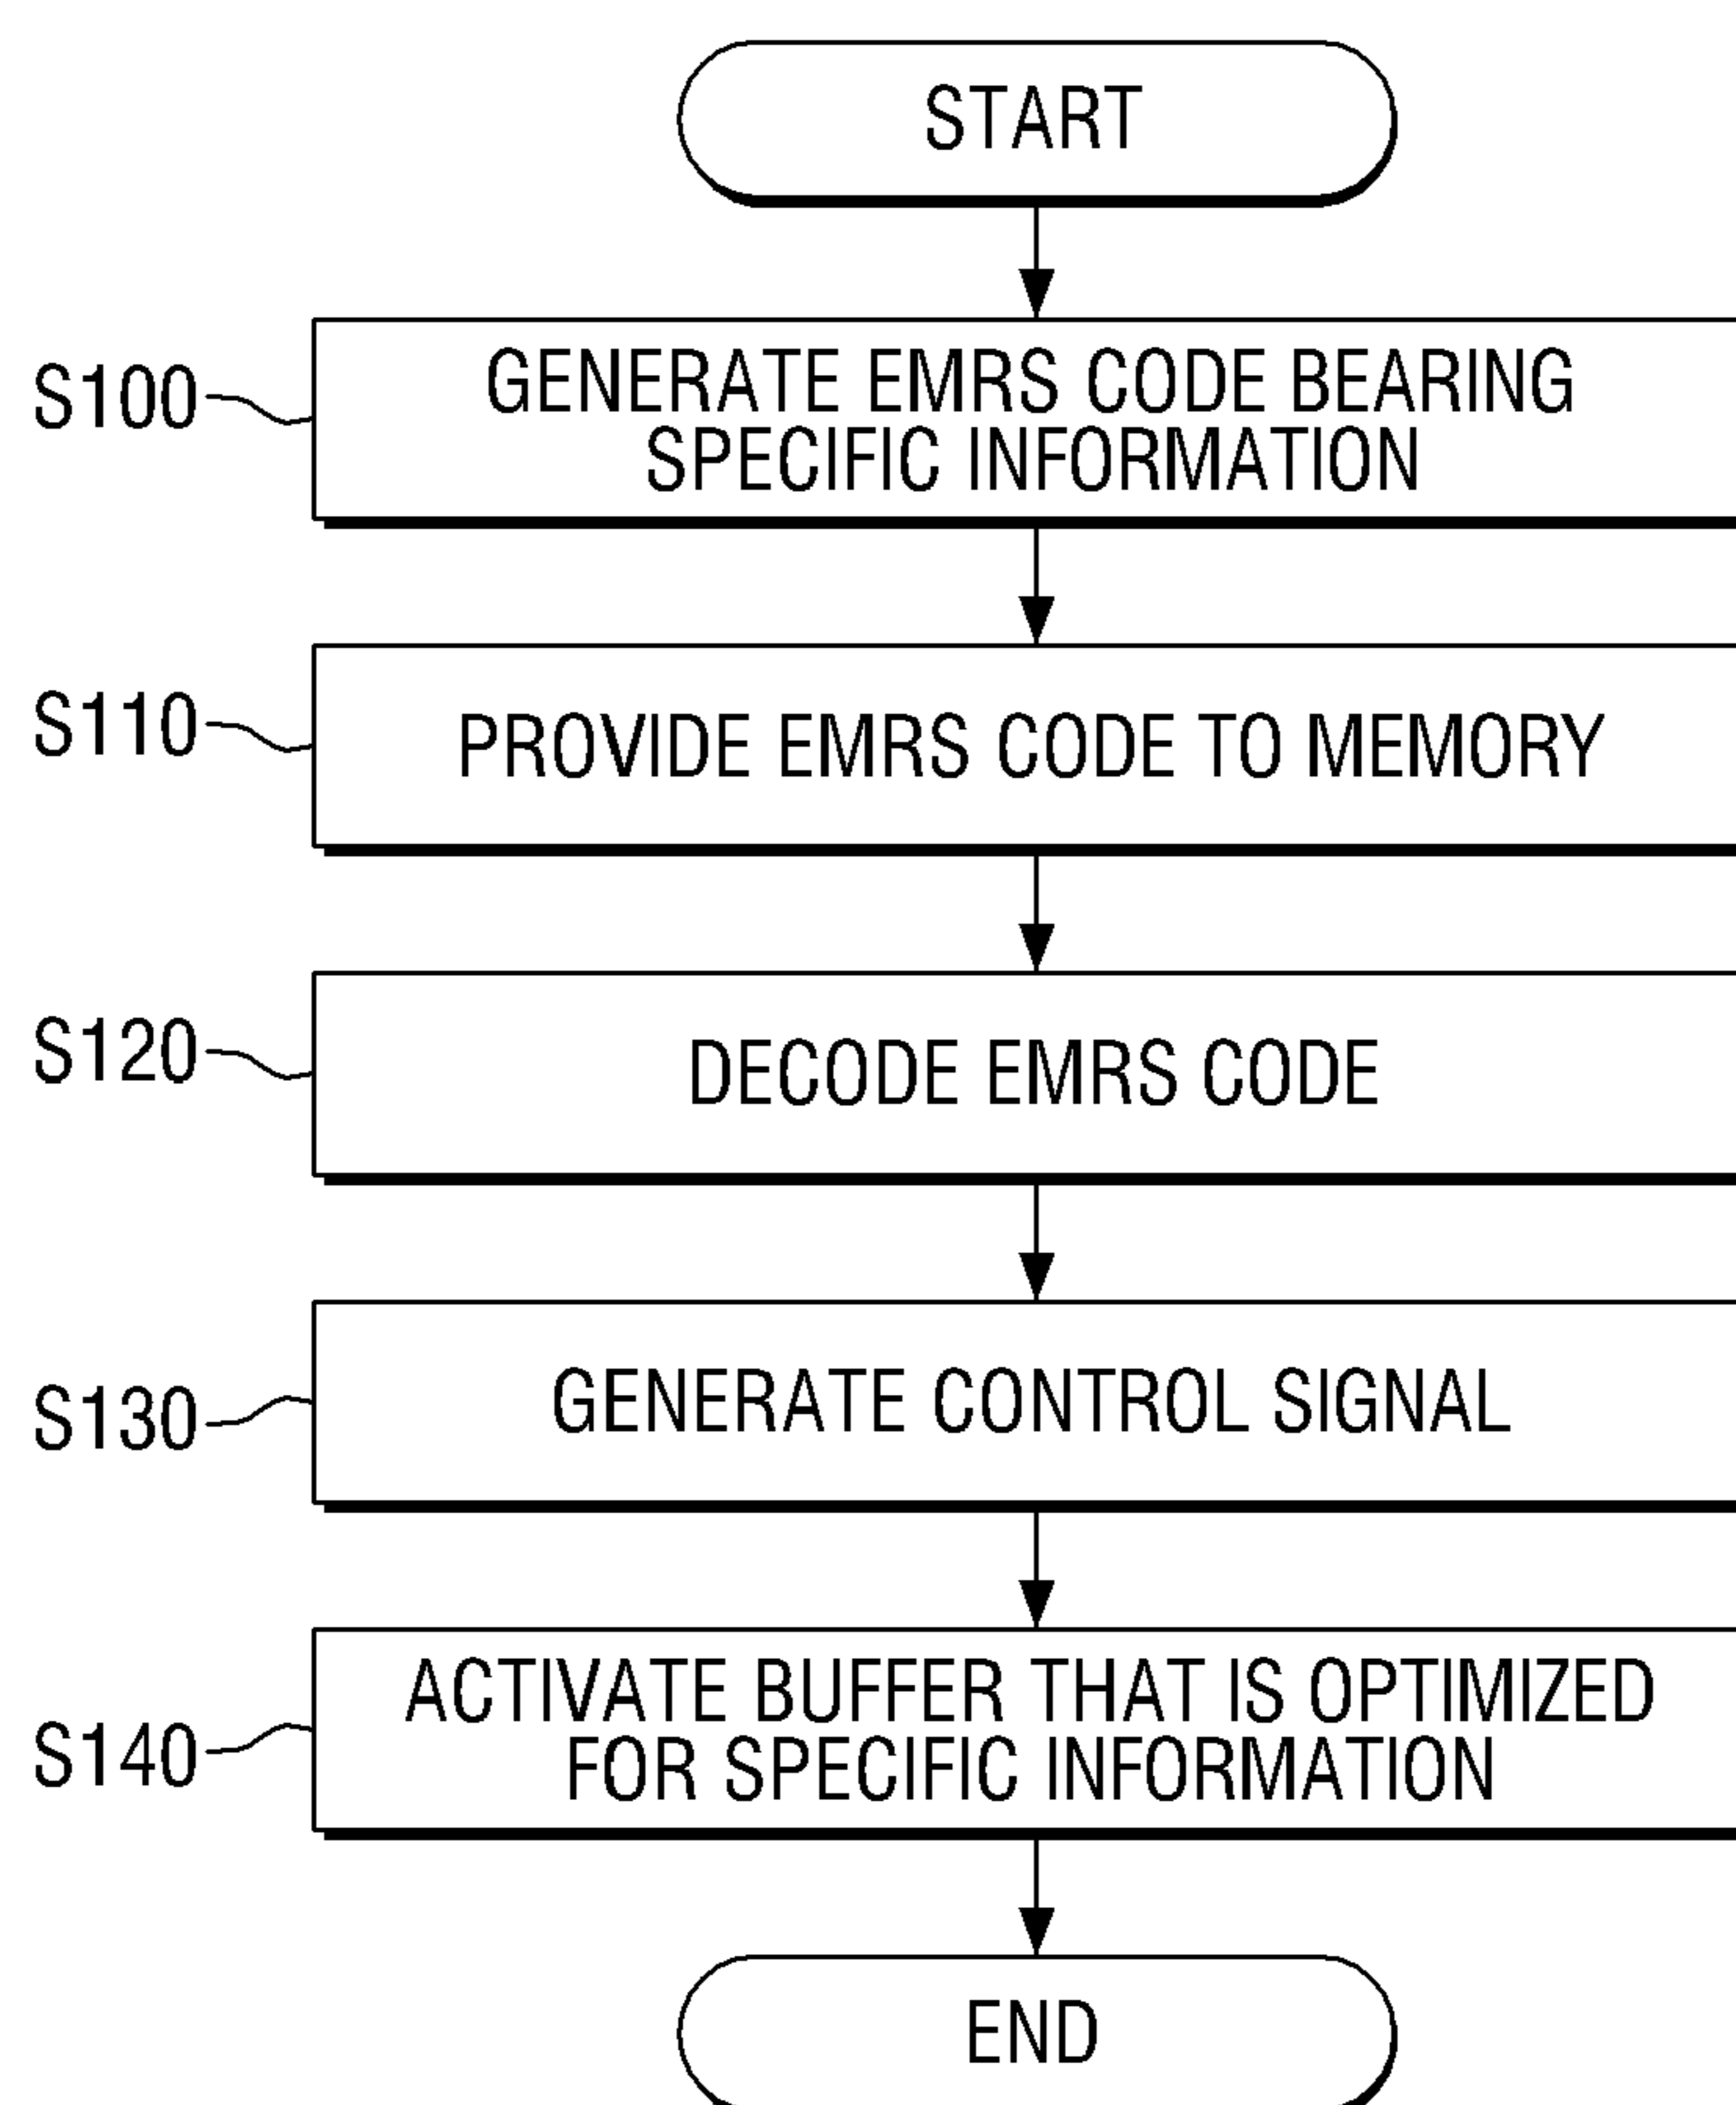 START
S100
GENERATE EMRS CODE BEARING
SPECIFIC INFORMATION
S110
PROVIDE EMRS CODE TO MEMORY
S120
DECODE EMRS CODE
S130
GENERATE CONTROL SIGNAL
S140
ACTIVATE BUFFER THAT IS OPTIMIZED
FOR SPECIFIC INFORMATION
END